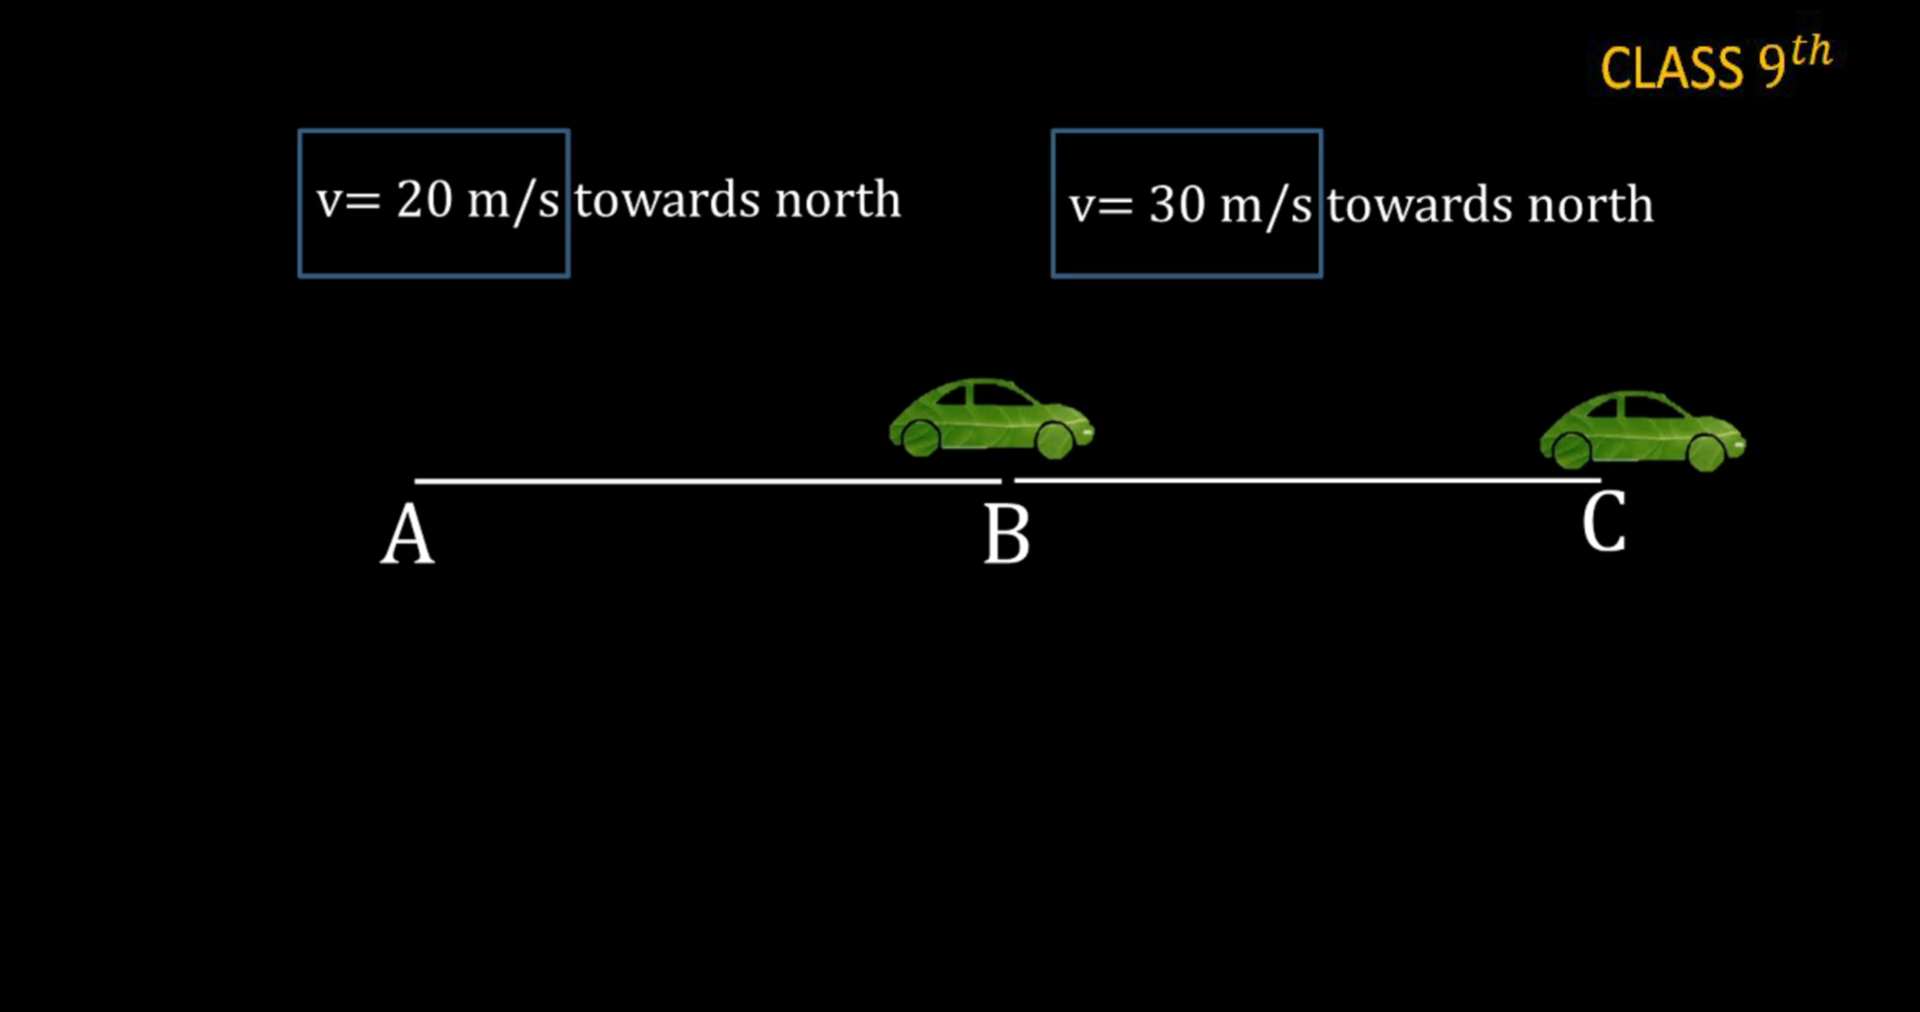 CLASS 9th
v= 20 m/s towards north
v= 30 m/s towards north
A
B
C